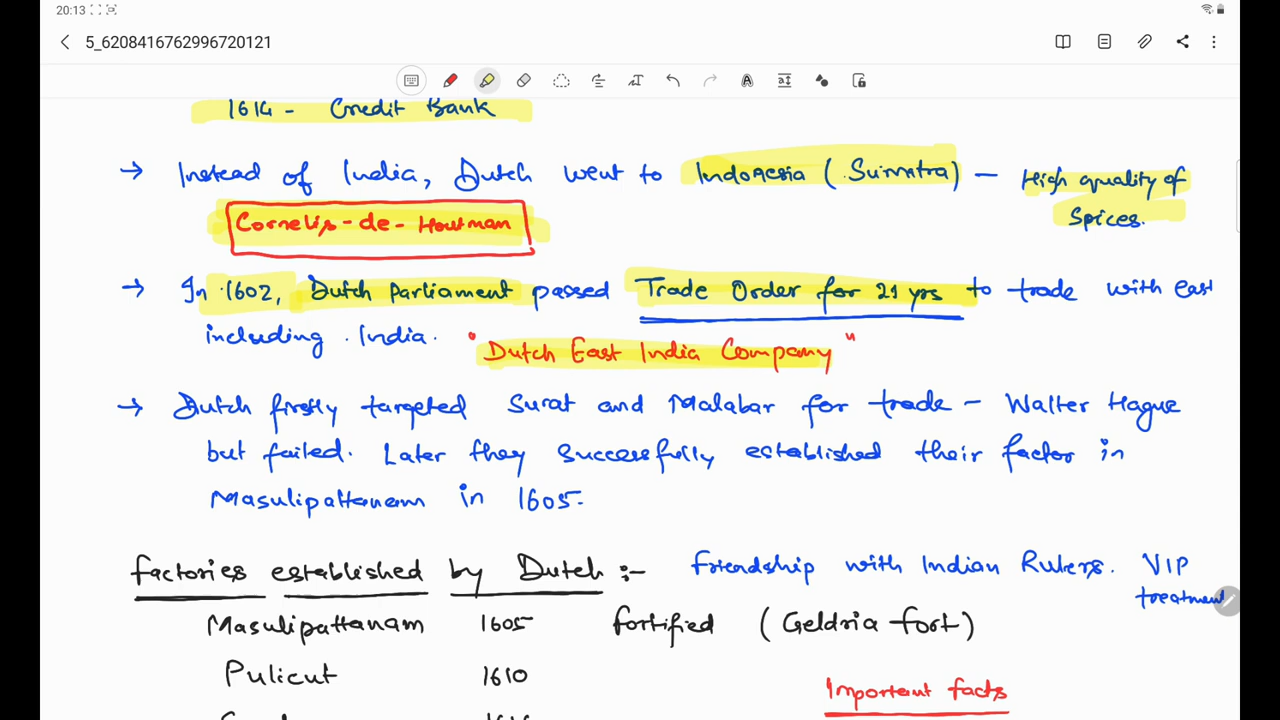 20:13
5_6208416762996720121
1614 - Credit Bank
→ Instead of India, Dutch went to Indonesia (Sumatra) - High quality of
Spices.
Cornelis-de-Houtman
→ In 1602, Dutch Parliament passed Trade Order for 21 yrs to trade with east
including India. "Dutch East India Company"
→ Dutch firstly targeted Surat and Malabar for trade - Walter Hague
but failed. Later they successfully established their factor in
Masulipattanam in 1605.
Factories established by Dutch :- Friendship with Indian Rulers. VIP
treatment
Masulipattanam 1605 fortified (Geldria fort)
Pulicut 1610
Important facts